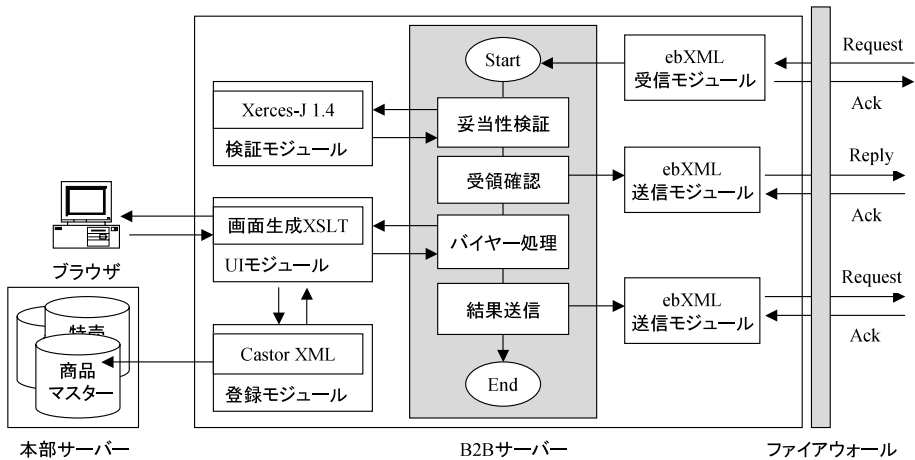 Start
ebXML
受信モジュール
Request
Ack
Xerces-J 1.4
検証モジュール
妥当性検証
受領確認
ebXML
送信モジュール
Reply
Ack
画面生成XSLT
UIモジュール
バイヤー処理
ブラウザ
結果送信
ebXML
送信モジュール
Request
Ack
特売
商品
マスター
Castor XML
登録モジュール
End
本部サーバー
B2Bサーバー
ファイアウォール